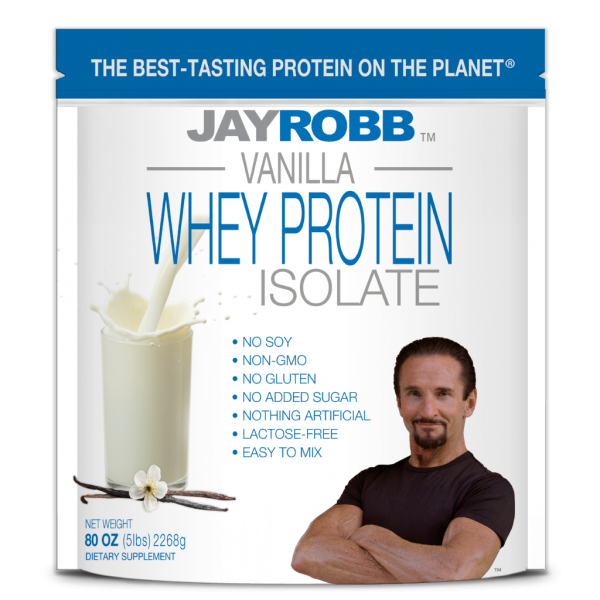 THE BEST-TASTING PROTEIN ON THE PLANET®
JAYROBB™
VANILLA
WHEY PROTEIN
ISOLATE
• NO SOY
• NON-GMO
• NO GLUTEN
• NO ADDED SUGAR
• NOTHING ARTIFICIAL
• LACTOSE-FREE
• EASY TO MIX
NET WEIGHT
80 OZ (5lbs) 2268g
DIETARY SUPPLEMENT
™